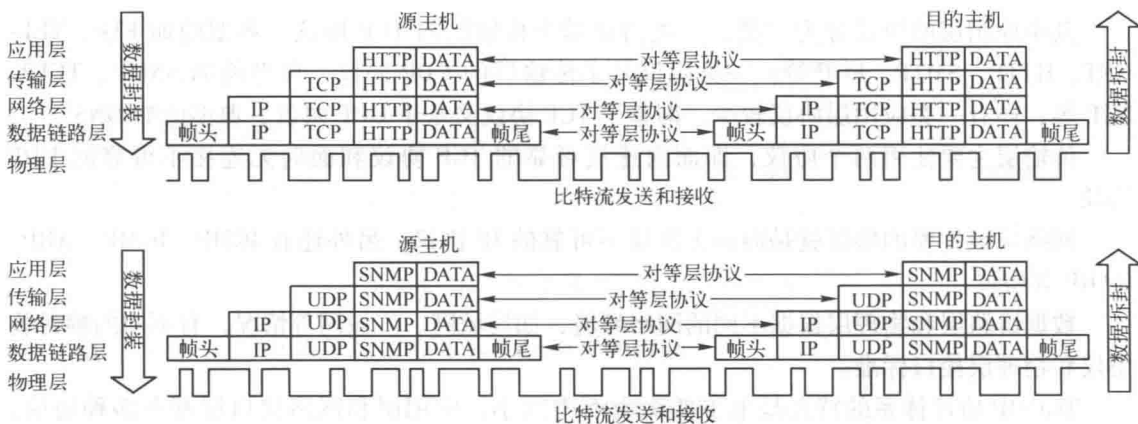 源主机 目的主机
应用层 HTTP DATA 对等层协议 HTTP DATA
传输层 TCP HTTP DATA 对等层协议 TCP HTTP DATA
网络层 IP TCP HTTP DATA 对等层协议 IP TCP HTTP DATA
数据链路层 帧头 IP TCP HTTP DATA 帧尾 对等层协议 帧头 IP TCP HTTP DATA 帧尾
物理层
数据封装
数据拆封
比特流发送和接收
源主机 目的主机
应用层 SNMP DATA 对等层协议 SNMP DATA
传输层 UDP SNMP DATA 对等层协议 UDP SNMP DATA
网络层 IP UDP SNMP DATA 对等层协议 IP UDP SNMP DATA
数据链路层 帧头 IP UDP SNMP DATA 帧尾 对等层协议 帧头 IP UDP SNMP DATA 帧尾
物理层
数据封装
数据拆封
比特流发送和接收